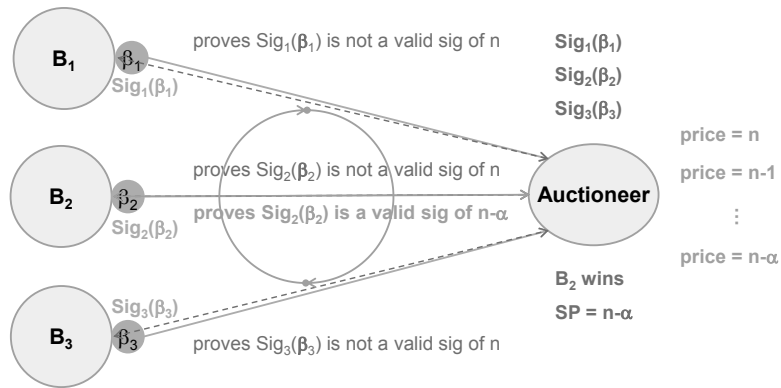 proves Sig₁(β₁) is not a valid sig of n
B₁
β₁
Sig₁(β₁)
Sig₁(β₁)
Sig₂(β₂)
Sig₃(β₃)
price = n
price = n-1
⋮
price = n-α
proves Sig₂(β₂) is not a valid sig of n
B₂
β₂
Sig₂(β₂)
proves Sig₂(β₂) is a valid sig of n-α
Auctioneer
B₂ wins
SP = n-α
Sig₃(β₃)
B₃
β₃
proves Sig₃(β₃) is not a valid sig of n